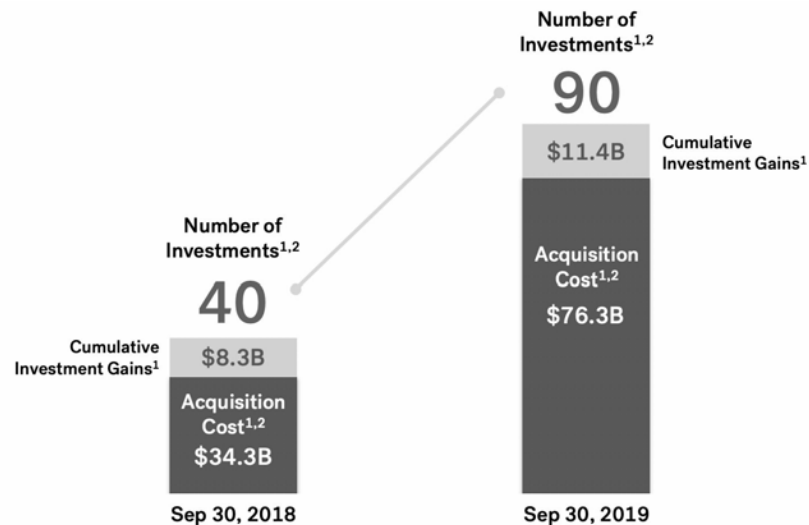 Number of
Investments¹,²
40
Cumulative
Investment Gains¹
$8.3B
Acquisition
Cost¹,²
$34.3B
Sep 30, 2018
Number of
Investments¹,²
90
$11.4B
Cumulative
Investment Gains¹
Acquisition
Cost¹,²
$76.3B
Sep 30, 2019